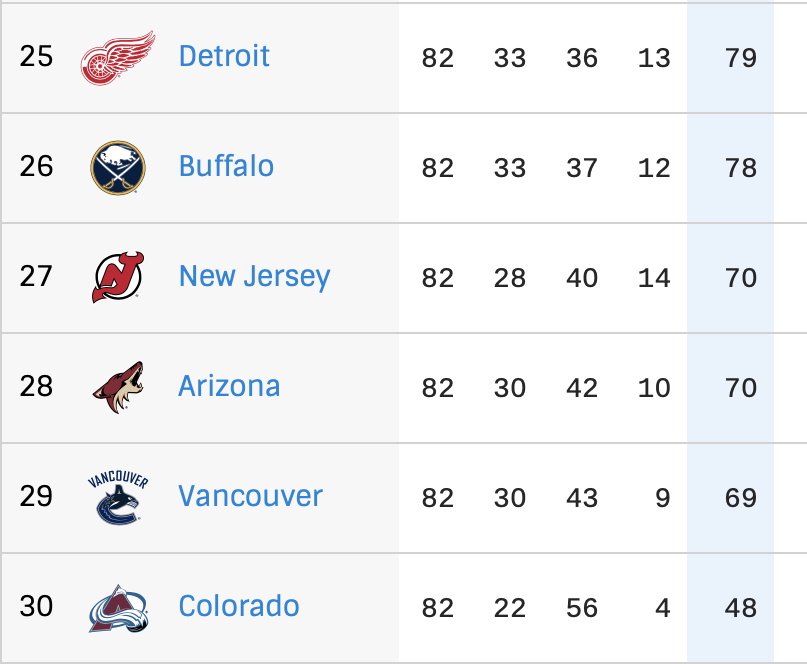 25 Detroit 82 33 36 13 79
26 Buffalo 82 33 37 12 78
27 New Jersey 82 28 40 14 70
28 Arizona 82 30 42 10 70
VANCOUVER
29 Vancouver 82 30 43 9 69
30 Colorado 82 22 56 4 48